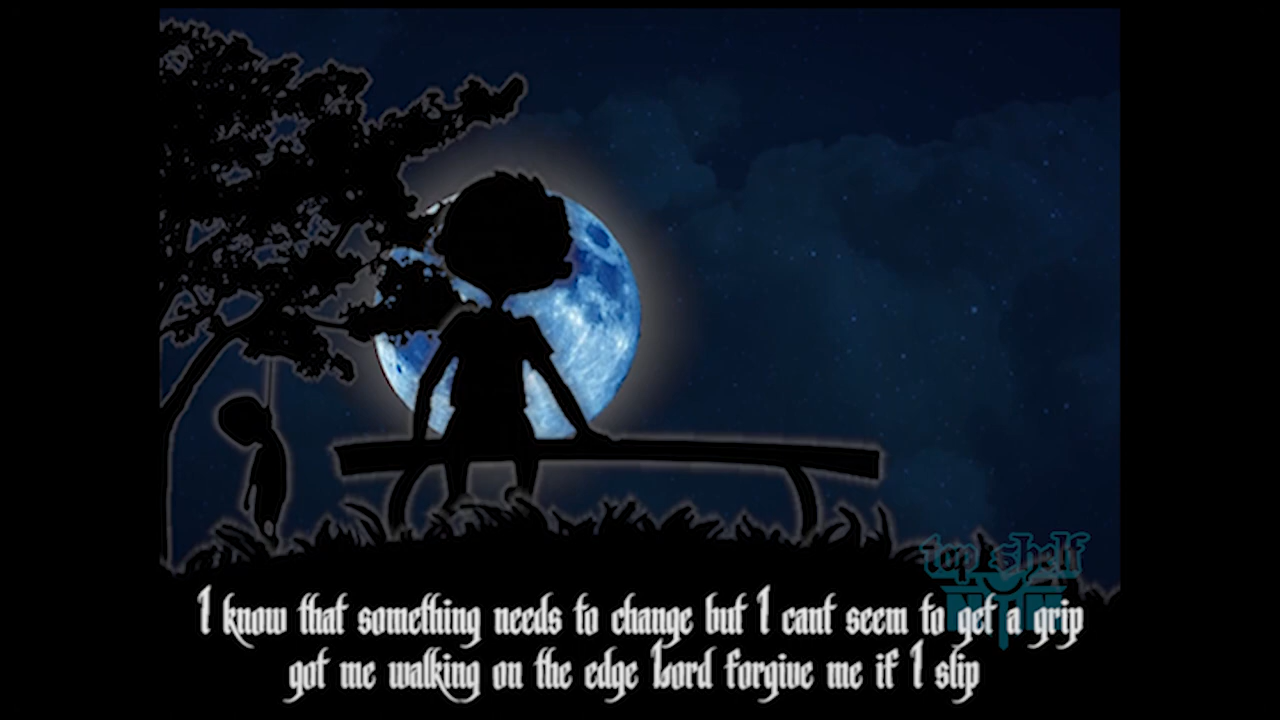 top shelf
NTN
I know that something needs to change but I cant seem to get a grip
got me walking on the edge Lord forgive me if I slip